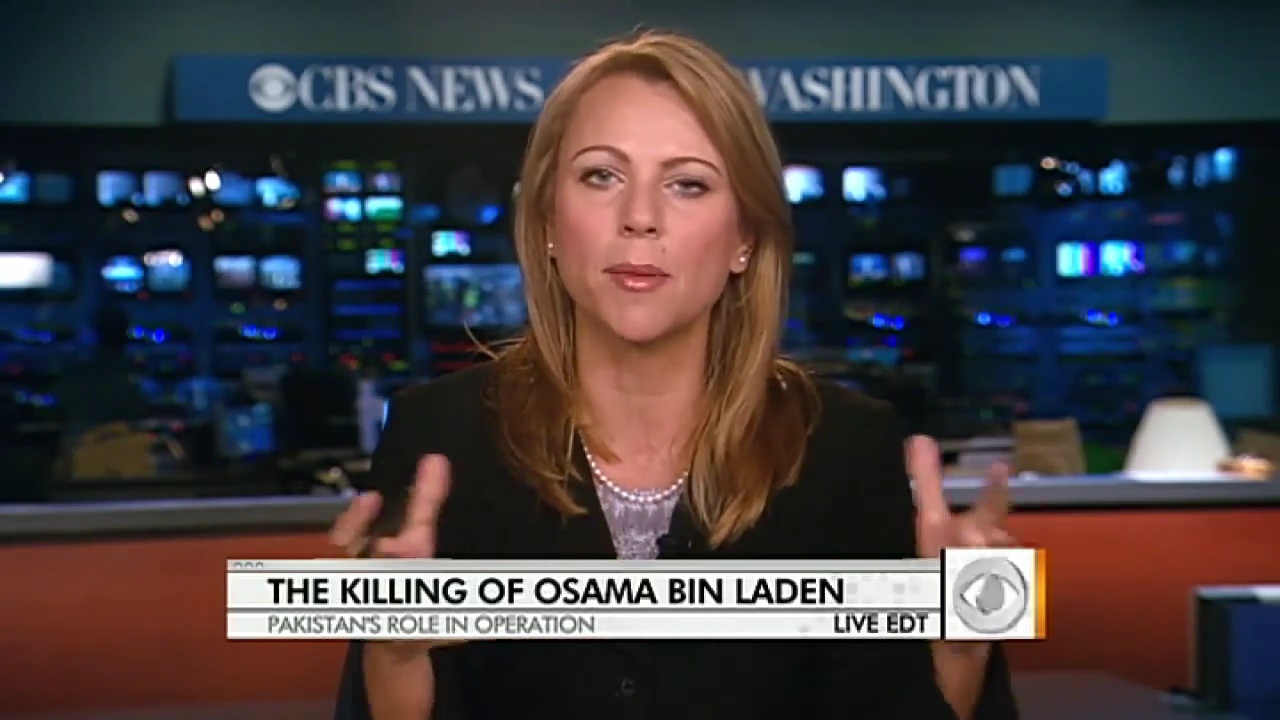 CBS NEWS WASHINGTON
THE KILLING OF OSAMA BIN LADEN
PAKISTAN'S ROLE IN OPERATION
LIVE EDT